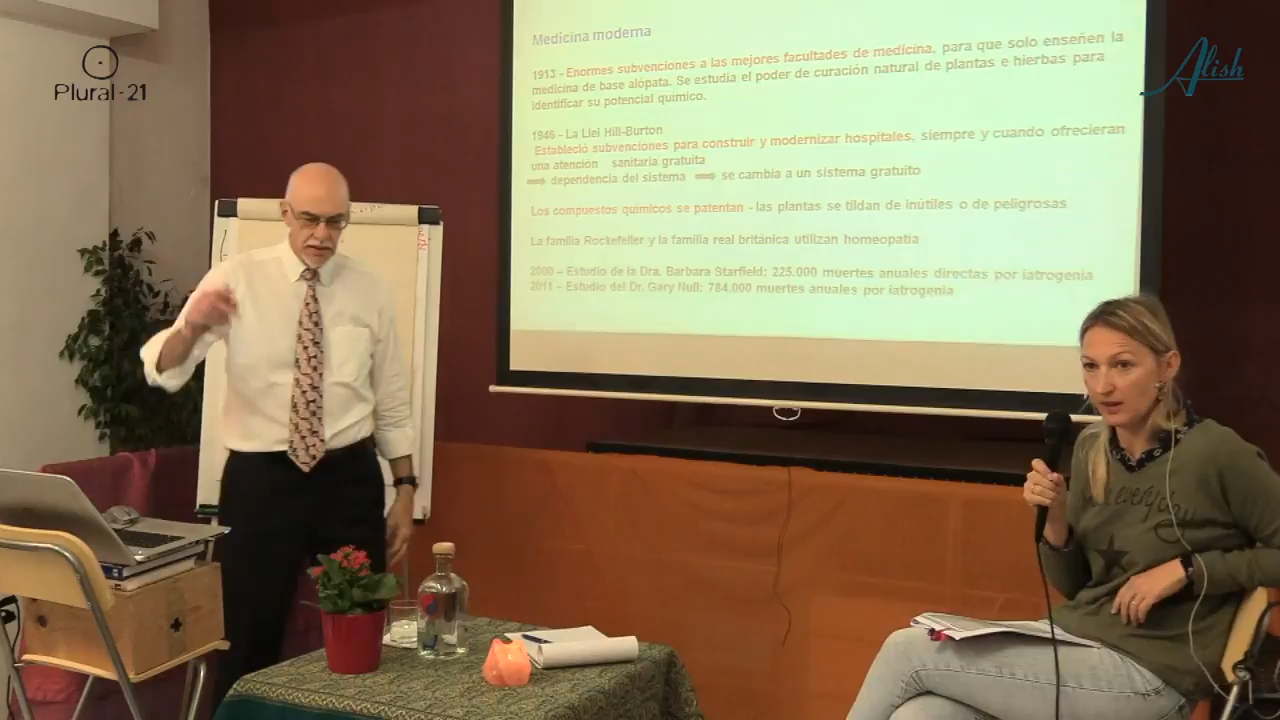 Plural-21
Alish
Medicina moderna
1913 - Enormes subvenciones a las mejores facultades de medicina, para que solo enseñen la
medicina de base alópata. Se estudia el poder de curación natural de plantas e hierbas para
identificar su potencial químico.
1946 - La Llei Hill-Burton
Estableció subvenciones para construir y modernizar hospitales, siempre y cuando ofrecieran
una atención sanitaria gratuita
⟹ dependencia del sistema ⟹ se cambia a un sistema gratuito
Los compuestos químicos se patentan - las plantas se tildan de inútiles o de peligrosas
La familia Rockefeller y la familia real británica utilizan homeopatía
2000 – Estudio de la Dra. Barbara Starfield: 225.000 muertes anuales directas por iatrogenia
2011 – Estudio del Dr. Gary Null: 784.000 muertes anuales por iatrogenia
everyday